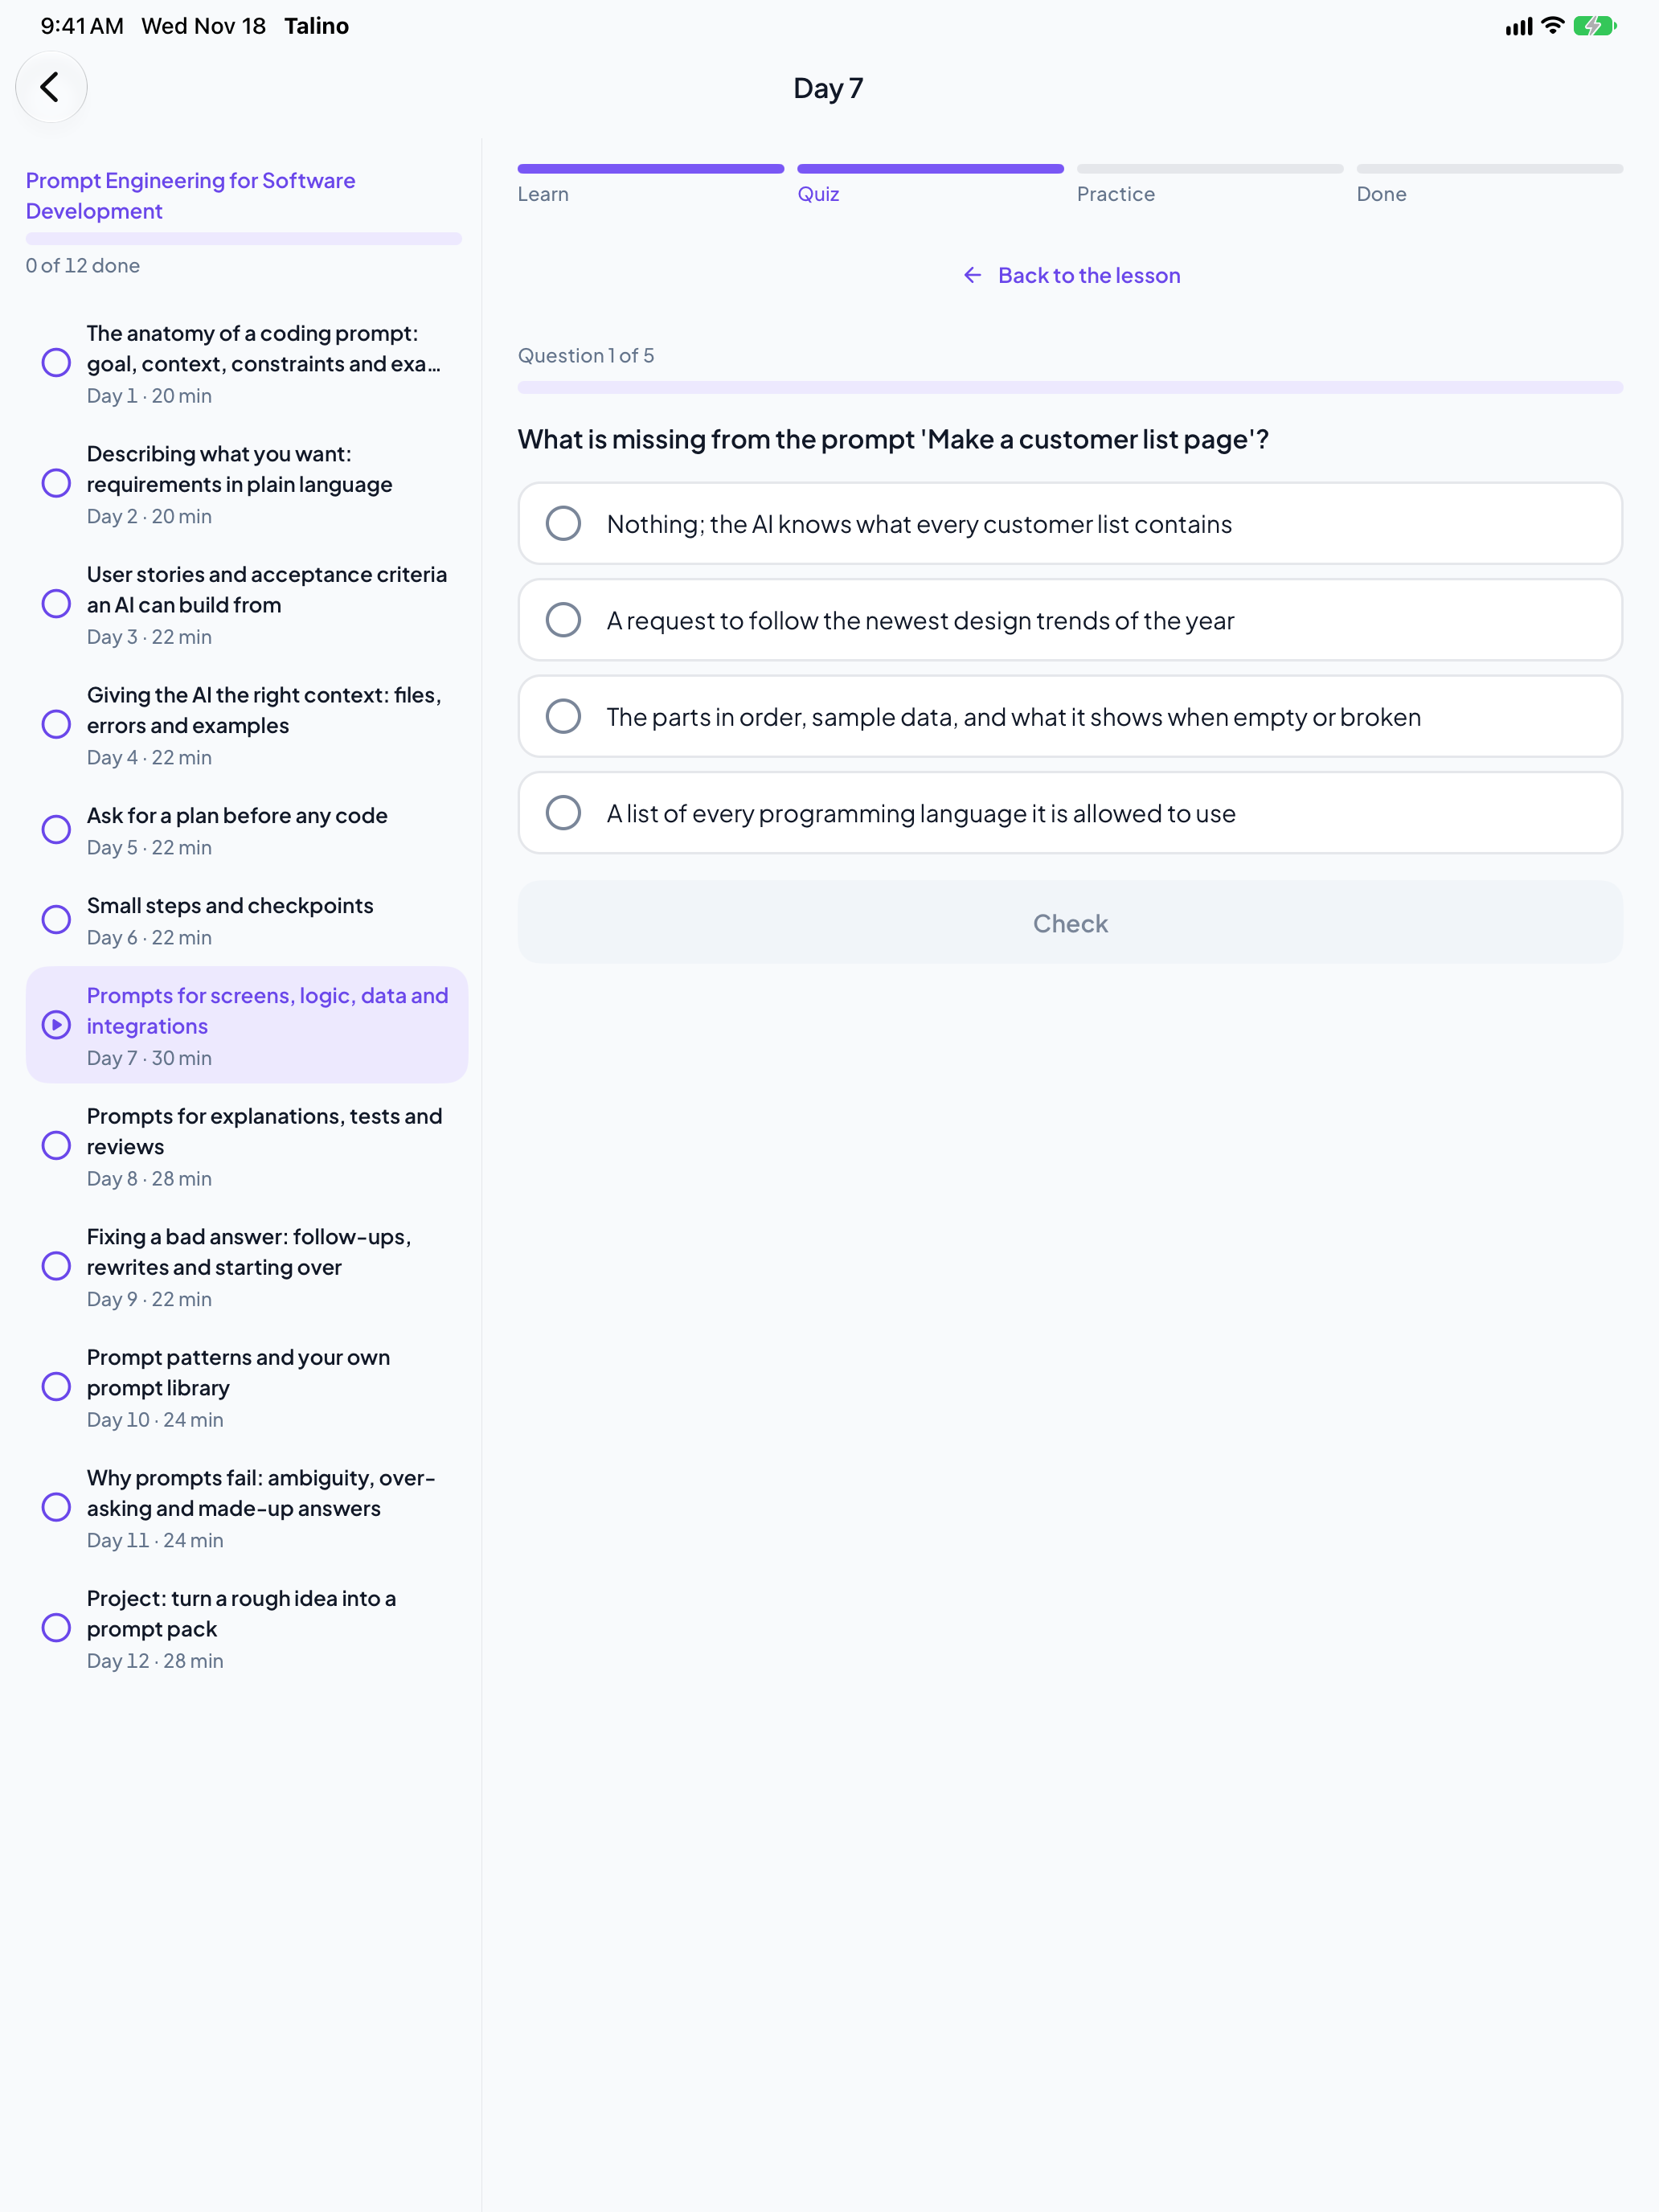 9:41 AM Wed Nov 18 Talino
Day 7
Prompt Engineering for Software
Development
0 of 12 done
The anatomy of a coding prompt:
goal, context, constraints and exa...
Day 1 · 20 min
Describing what you want:
requirements in plain language
Day 2 · 20 min
User stories and acceptance criteria
an AI can build from
Day 3 · 22 min
Giving the AI the right context: files,
errors and examples
Day 4 · 22 min
Ask for a plan before any code
Day 5 · 22 min
Small steps and checkpoints
Day 6 · 22 min
Prompts for screens, logic, data and
integrations
Day 7 · 30 min
Prompts for explanations, tests and
reviews
Day 8 · 28 min
Fixing a bad answer: follow-ups,
rewrites and starting over
Day 9 · 22 min
Prompt patterns and your own
prompt library
Day 10 · 24 min
Why prompts fail: ambiguity, over-
asking and made-up answers
Day 11 · 24 min
Project: turn a rough idea into a
prompt pack
Day 12 · 28 min
Learn
Quiz
Practice
Done
← Back to the lesson
Question 1 of 5
What is missing from the prompt 'Make a customer list page'?
Nothing; the AI knows what every customer list contains
A request to follow the newest design trends of the year
The parts in order, sample data, and what it shows when empty or broken
A list of every programming language it is allowed to use
Check